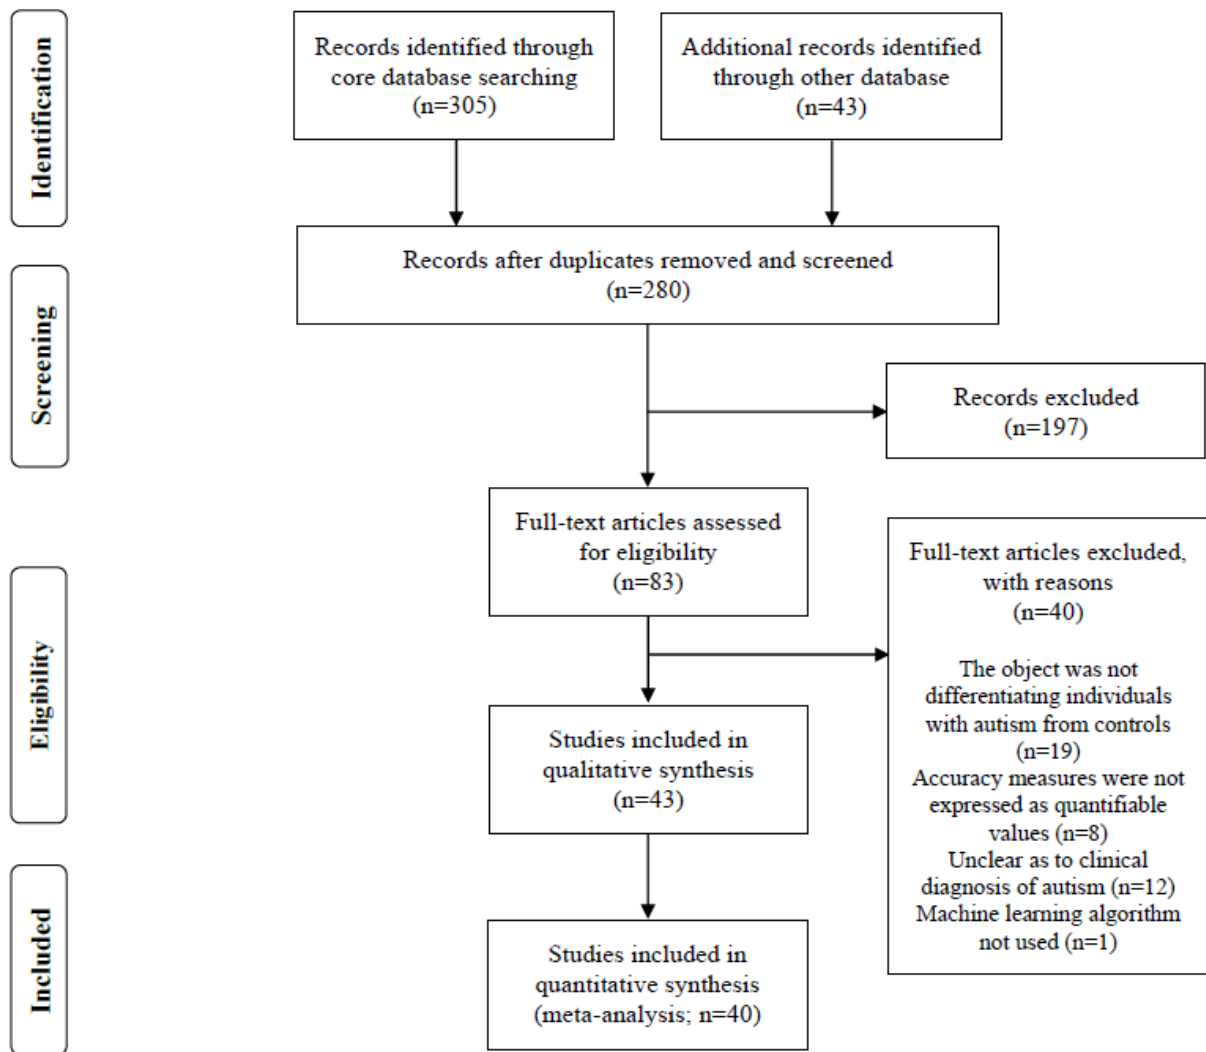 Identification
Records identified through
core database searching
(n=305)
Additional records identified
through other database
(n=43)
Screening
Records after duplicates removed and screened
(n=280)
Records excluded
(n=197)
Eligibility
Full-text articles assessed
for eligibility
(n=83)
Full-text articles excluded,
with reasons
(n=40)
The object was not
differentiating individuals
with autism from controls
(n=19)
Accuracy measures were not
expressed as quantifiable
values (n=8)
Unclear as to clinical
diagnosis of autism (n=12)
Machine learning algorithm
not used (n=1)
Studies included in
qualitative synthesis
(n=43)
Included
Studies included in
quantitative synthesis
(meta-analysis; n=40)